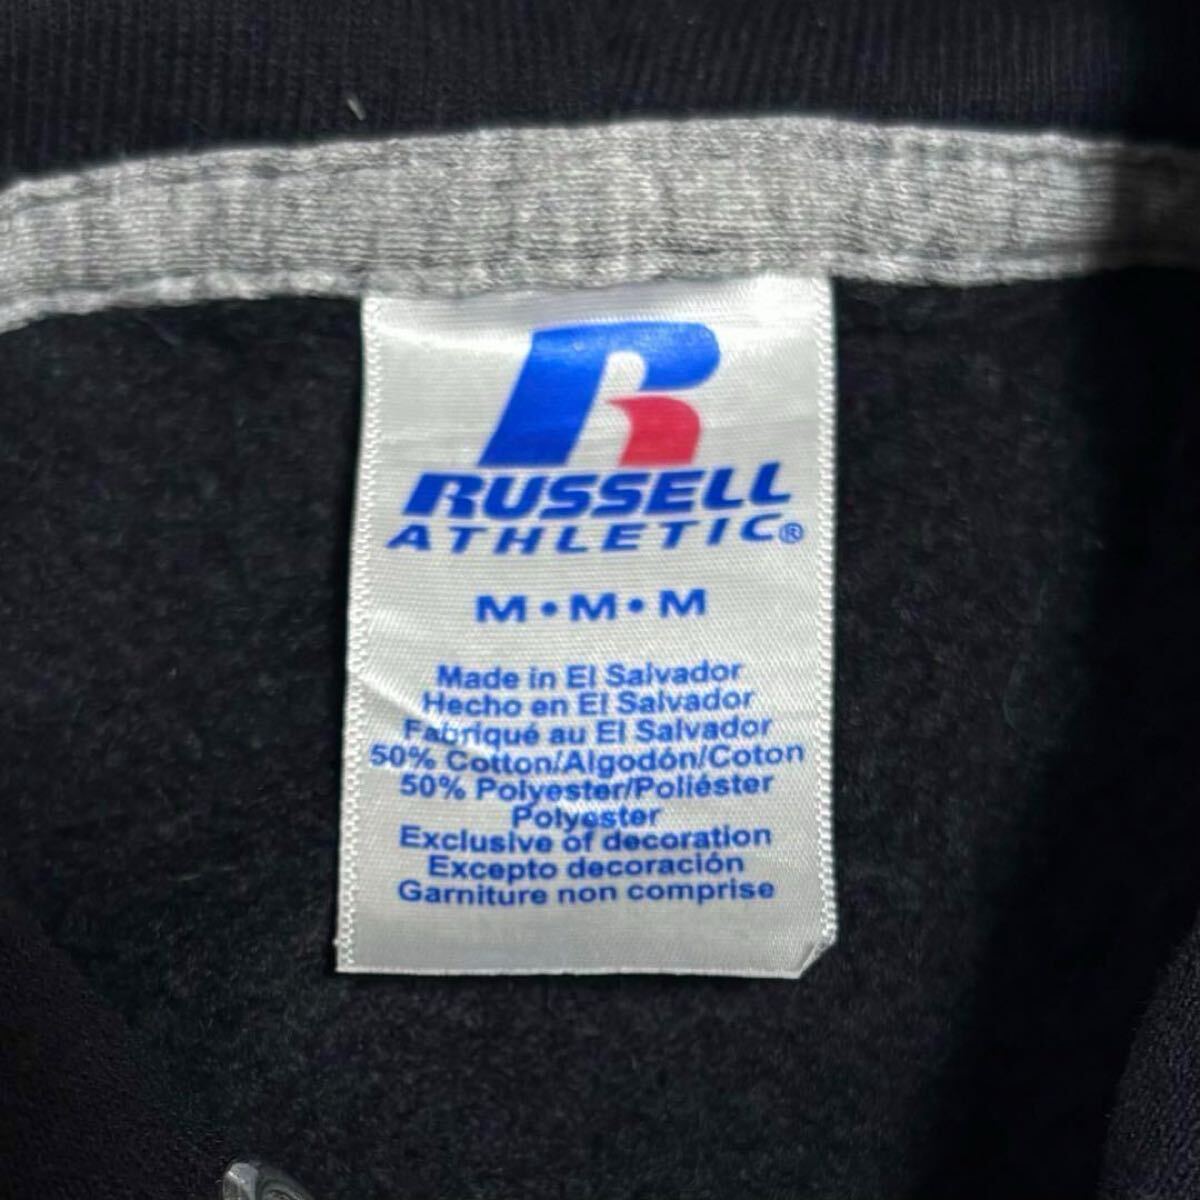 R
RUSSELL
ATHLETIC®
M • M • M
Made in El Salvador
Hecho en El Salvador
Fabriqué au El Salvador
50% Cotton/Algodón/Coton
50% Polyester/Poliéster
Polyester
Exclusive of decoration
Excepto decoración
Garniture non comprise